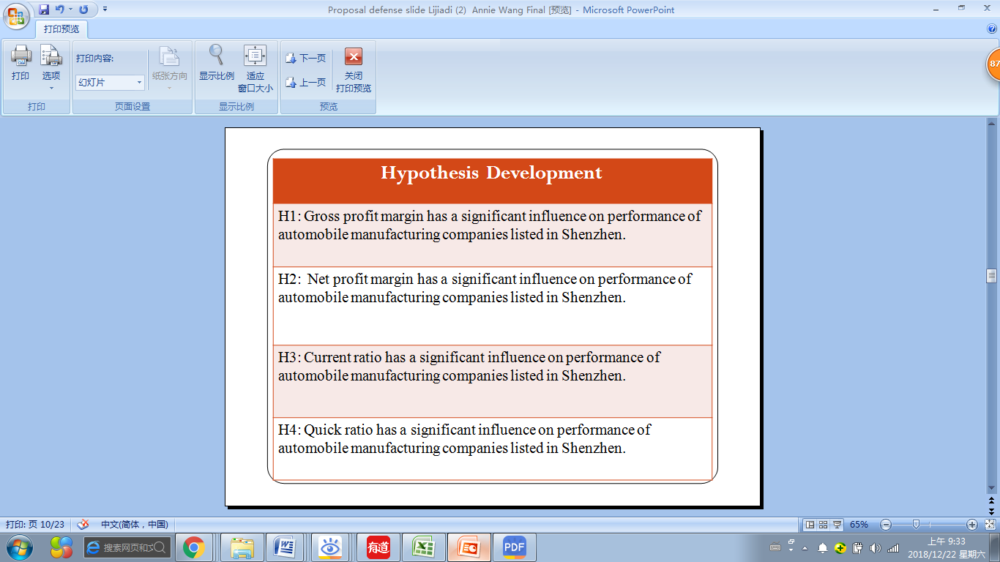 Proposal defense slide Lijiadi (2)  Annie Wang Final [预览] - Microsoft PowerPoint
打印预览
打印
选项
打印内容:
幻灯片
纸张方向
显示比例
适应
窗口大小
下一页
上一页
关闭
打印预览
打印
页面设置
显示比例
预览
87
Hypothesis Development
H1: Gross profit margin has a significant influence on performance of
automobile manufacturing companies listed in Shenzhen.
H2:  Net profit margin has a significant influence on performance of
automobile manufacturing companies listed in Shenzhen.
H3: Current ratio has a significant influence on performance of
automobile manufacturing companies listed in Shenzhen.
H4: Quick ratio has a significant influence on performance of
automobile manufacturing companies listed in Shenzhen.
打印: 页 10/23
中文(简体，中国)
65%
搜索网页和文
有道
PDF
上午 9:33
2018/12/22 星期六